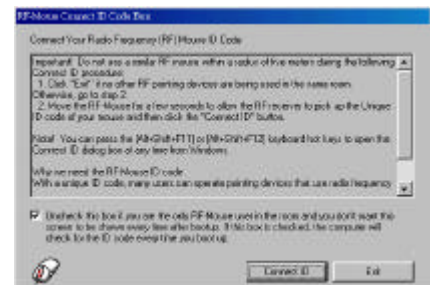 RF-Mouse Connect ID Code Box
Connect Your Radio Frequency (RF) Mouse ID Code
Important! Do not use a similar RF mouse within a radius of five meters during the following
Connect ID procedure:
1. Click "Exit" if no other RF pointing devices are being used in the same room.
Otherwise, go to step 2.
2. Move the RF-Mouse for a few seconds to allow the RF receiver to pick up the Unique
ID code of your mouse and then click the "Connect ID" button.
Note! You can press the [Alt+Shift+F11] or [Alt+Shift+F12] keyboard hot keys to open the
Connect ID dialog box at any time from Windows.
Why we need the RF Mouse ID code.
With a unique ID code, many users can operate pointing devices that use radio frequency
Uncheck this box if you are the only RF-Mouse user in the room and you don't want this
screen to be shown every time after bootup. If this box is checked, the computer will
check for the ID code every time you boot up.
Connect ID
Exit